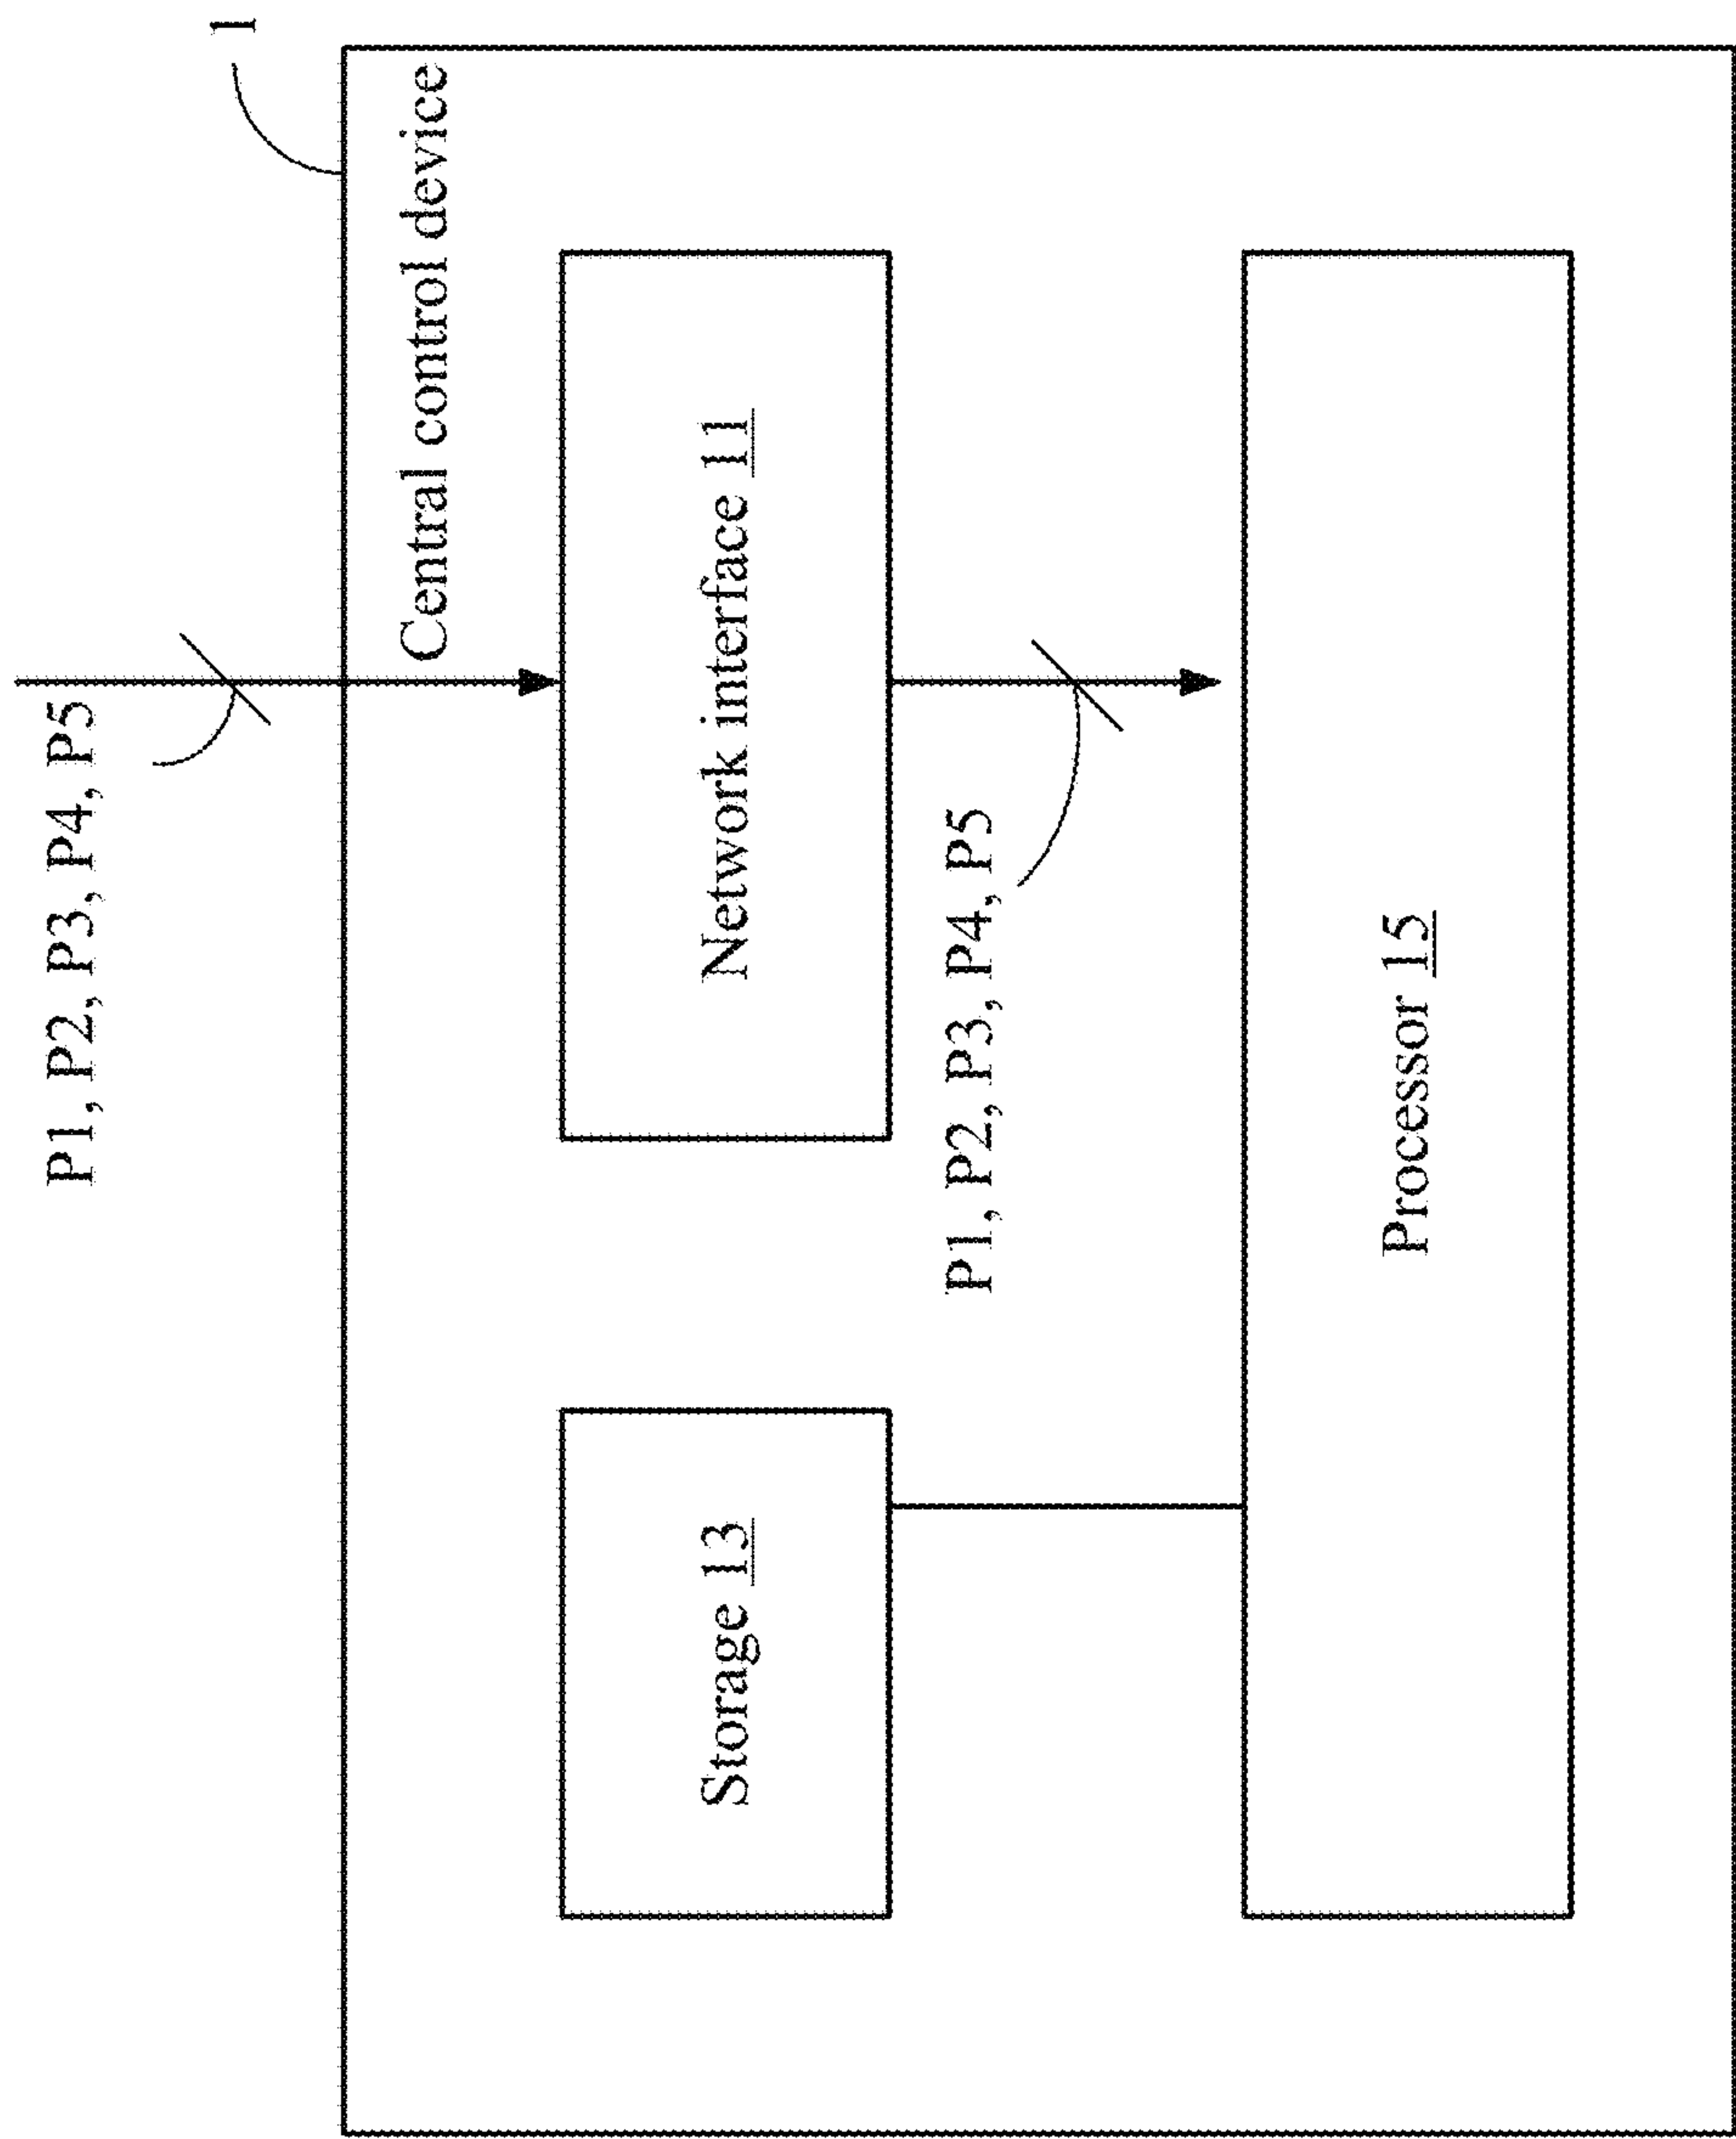 1
Central control device
P1, P2, P3, P4, P5
Network interface 11
Storage 13
P1, P2, P3, P4, P5
Processor 15